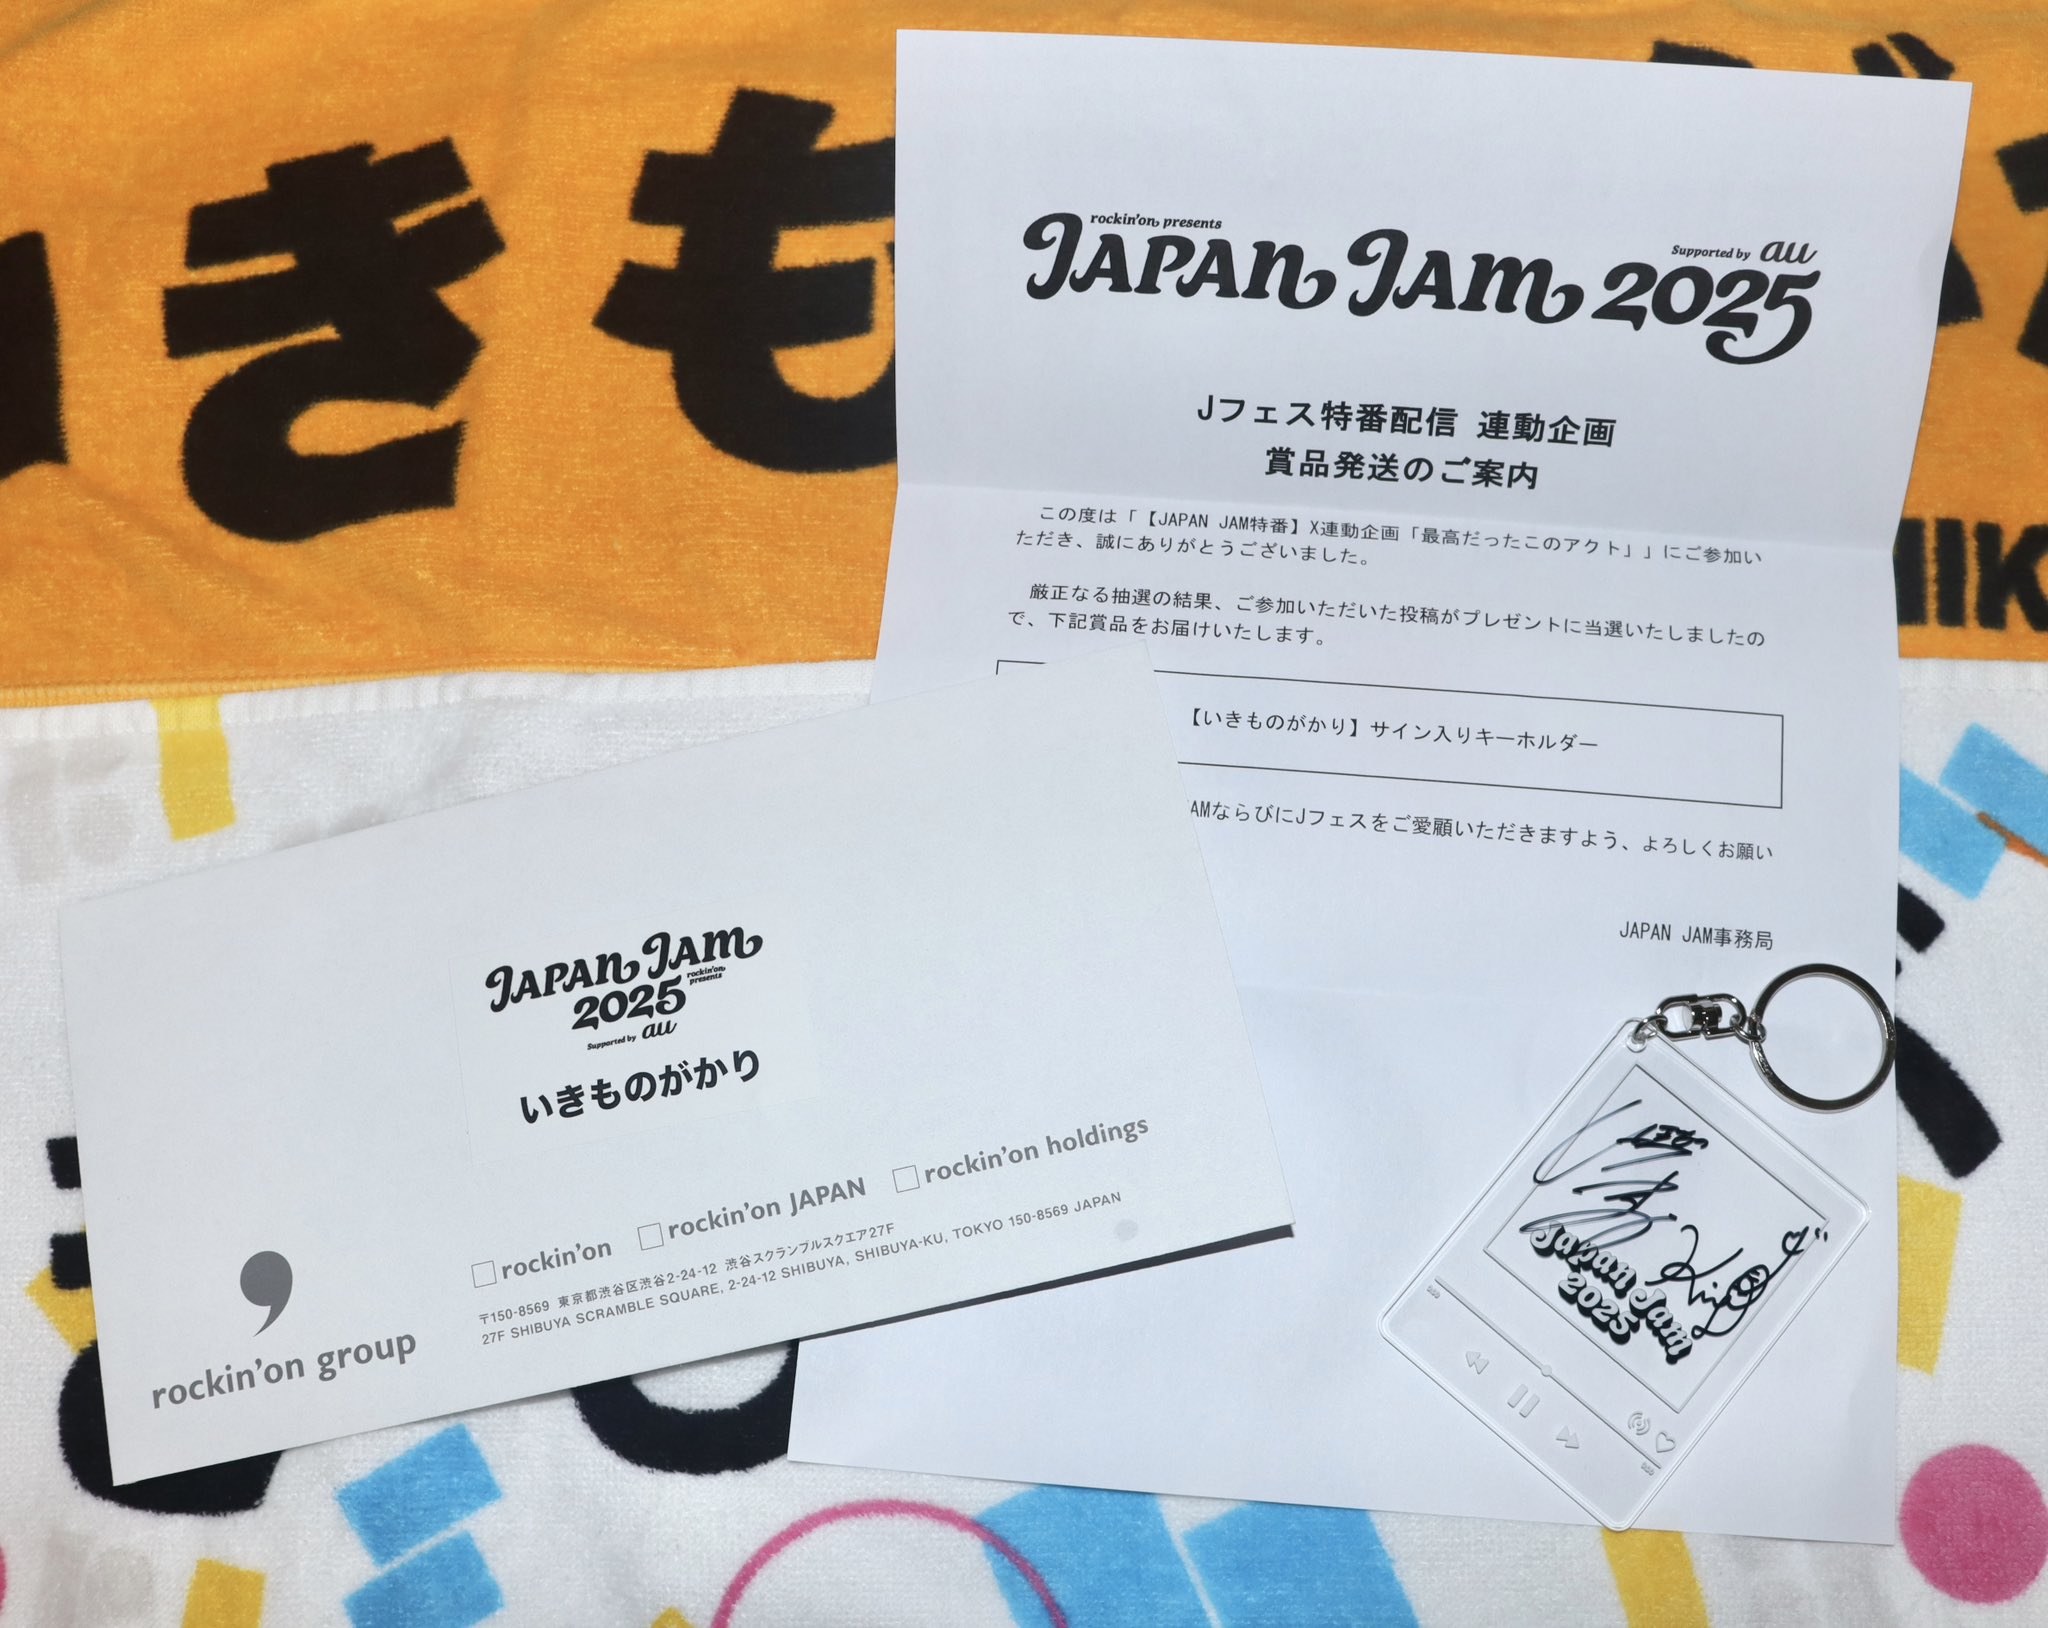 きも
IK
rockin'on presents
JAPAN JAM 2025
Supported by au
Jフェス特番配信 連動企画
賞品発送のご案内
この度は「【JAPAN JAM特番】X連動企画「最高だったこのアクト」」にご参加い
ただき、誠にありがとうございました。
厳正なる抽選の結果、ご参加いただいた投稿がプレゼントに当選いたしましたの
で、下記賞品をお届けいたします。
【いきものがかり】サイン入りキーホルダー
AMならびにJフェスをご愛顧いただきますよう、よろしくお願い
JAPAN JAM事務局
JAPAN JAM
2025
rockin'on presents
Supported by au
いきものがかり
rockin'on
rockin'on JAPAN
rockin'on holdings
〒150-8569 東京都渋谷区渋谷2-24-12 渋谷スクランブルスクエア27F
27F SHIBUYA SCRAMBLE SQUARE, 2-24-12 SHIBUYA, SHIBUYA-KU, TOKYO 150-8569 JAPAN
rockin'on group
Japan Jam
2025